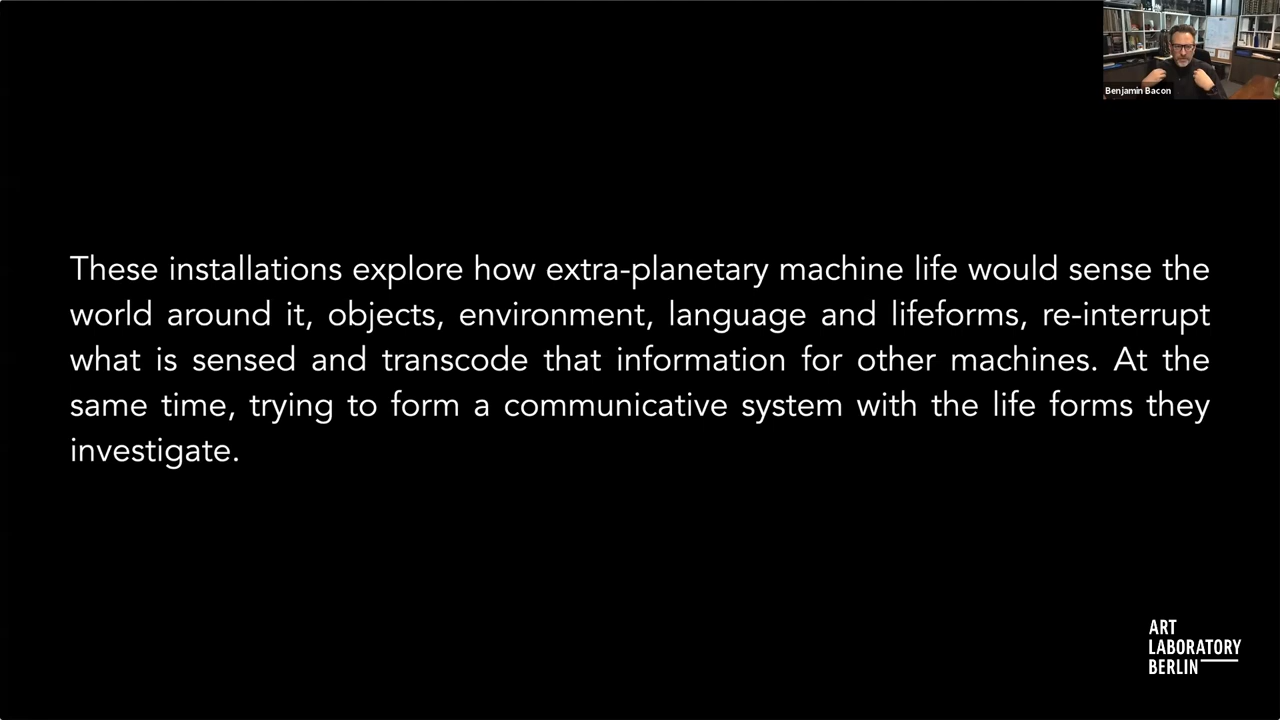 Benjamin Bacon
These installations explore how extra-planetary machine life would sense the
world around it, objects, environment, language and lifeforms, re-interrupt
what is sensed and transcode that information for other machines. At the
same time, trying to form a communicative system with the life forms they
investigate.
ART
LABORATORY
BERLIN